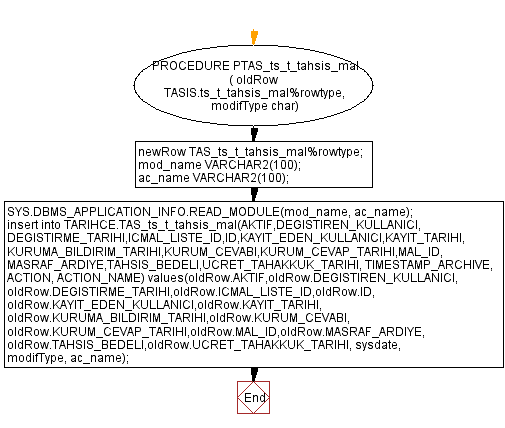 PROCEDURE PTAS_ts_t_tahsis_mal
( oldRow
TASIS.ts_t_tahsis_mal%rowtype,
modifType char)
newRow TAS_ts_t_tahsis_mal%rowtype;
mod_name VARCHAR2(100);
ac_name VARCHAR2(100);
SYS.DBMS_APPLICATION_INFO.READ_MODULE(mod_name, ac_name);
insert into TARIHCE.TAS_ts_t_tahsis_mal(AKTIF,DEGISTIREN_KULLANICI,
DEGISTIRME_TARIHI,ICMAL_LISTE_ID,ID,KAYIT_EDEN_KULLANICI,KAYIT_TARIHI,
KURUMA_BILDIRIM_TARIHI,KURUM_CEVABI,KURUM_CEVAP_TARIHI,MAL_ID,
MASRAF_ARDIYE,TAHSIS_BEDELI,UCRET_TAHAKKUK_TARIHI, TIMESTAMP_ARCHIVE,
ACTION, ACTION_NAME) values(oldRow.AKTIF,oldRow.DEGISTIREN_KULLANICI,
oldRow.DEGISTIRME_TARIHI,oldRow.ICMAL_LISTE_ID,oldRow.ID,
oldRow.KAYIT_EDEN_KULLANICI,oldRow.KAYIT_TARIHI,
oldRow.KURUMA_BILDIRIM_TARIHI,oldRow.KURUM_CEVABI,
oldRow.KURUM_CEVAP_TARIHI,oldRow.MAL_ID,oldRow.MASRAF_ARDIYE,
oldRow.TAHSIS_BEDELI,oldRow.UCRET_TAHAKKUK_TARIHI, sysdate,
modifType, ac_name);
End